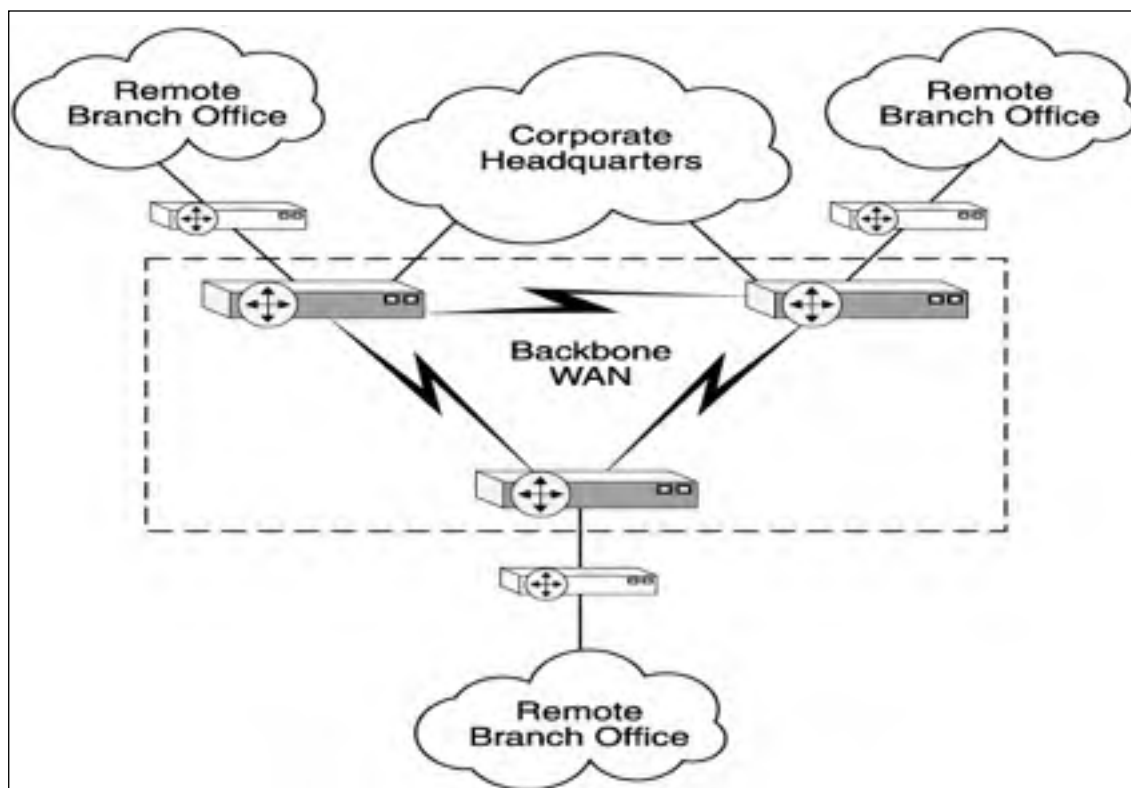 Remote
Branch Office
Corporate
Headquarters
Remote
Branch Office
Backbone
WAN
Remote
Branch Office